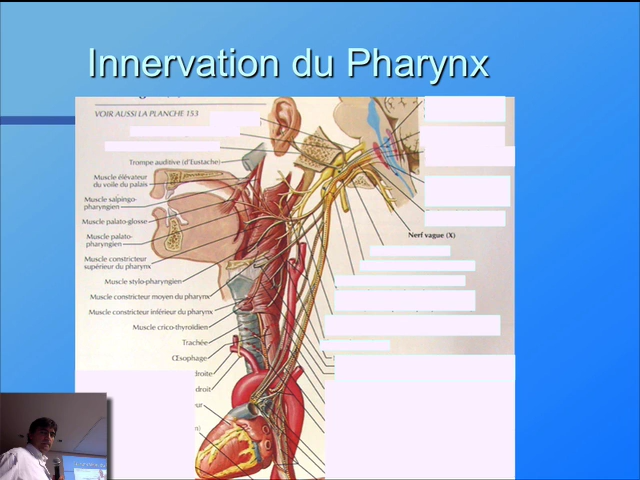 Innervation du Pharynx
VOIR AUSSI LA PLANCHE 153
Trompe auditive (d'Eustache)
Muscle élévateur
du voile du palais
Muscle salpingo-
pharyngien
Muscle palato-glosse
Muscle palato-
pharyngien
Muscle constricteur
supérieur du pharynx
Muscle stylo-pharyngien
Muscle constricteur moyen du pharynx
Muscle constricteur inférieur du pharynx
Muscle crico-thyroïdien
Trachée
Œsophage
droite
droit
Nerf vague (X)